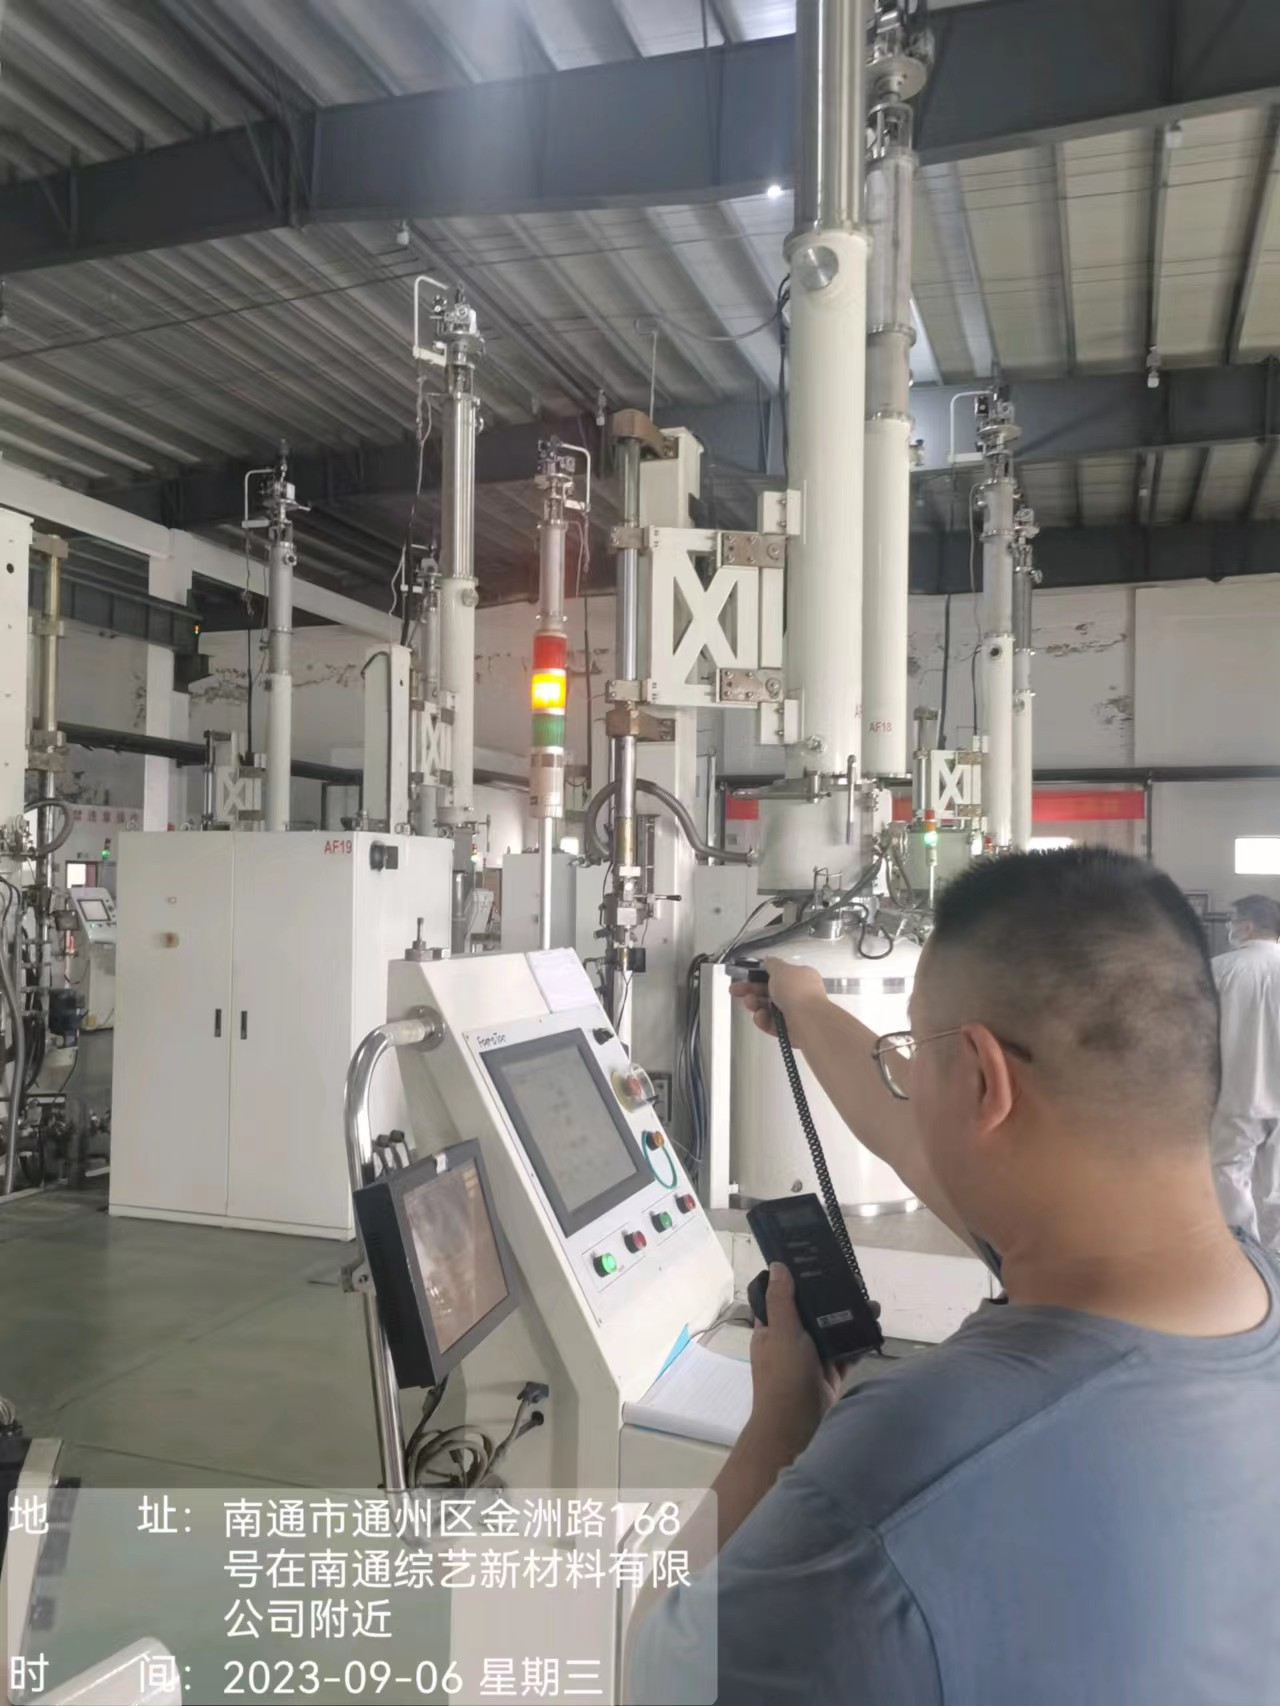 AF18
AF19
地 址: 南通市通州区金洲路168
号在南通综艺新材料有限
公司附近
时 间: 2023-09-06 星期三